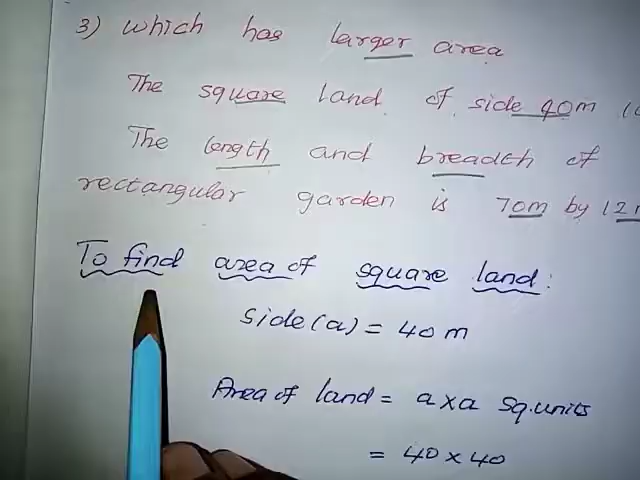 3) Which has larger area
The square land of side 40m
The length and breadth of
rectangular garden is 70m by 12m
To find area of square land:
side(a) = 40 m
Area of land = a x a sq.units
= 40 x 40